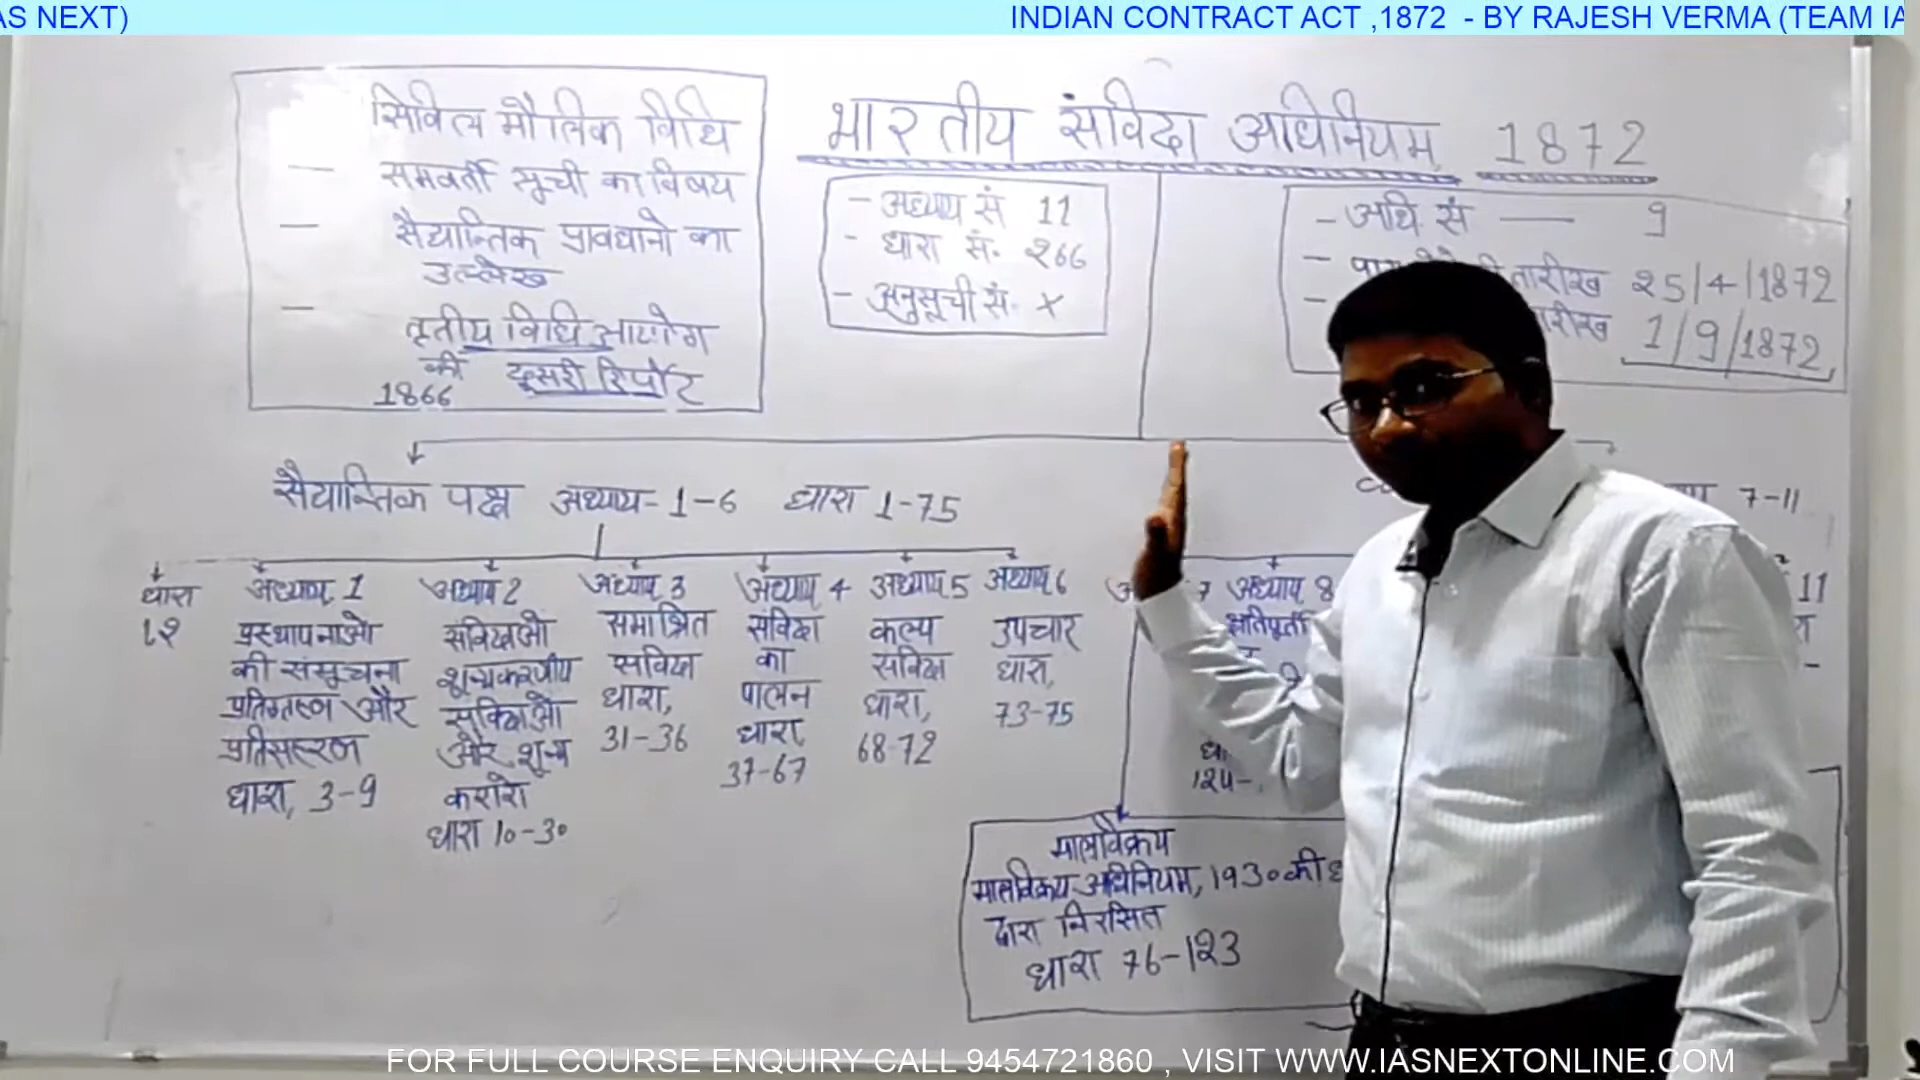 AS NEXT)
INDIAN CONTRACT ACT ,1872 - BY RAJESH VERMA (TEAM IA
सिविल मौलिक विधि
— समवर्ती सूची का विषय
— सैद्यान्तिक प्रावधानो का
उल्लेख
— तृतीय विधि आयोग
की दूसरी रिपोर्ट
1866
भारतीय संविदा अधिनियम, 1872
- अध्याय सं 11
- धारा सं. २66
- अनुसूची सं. x
- अधि. सं — 9
- तारीख २5/4/1872
- तारीख 1/9/1872
सैद्यान्तिक पक्ष अध्याय- 1-6 धारा 1-75
7-11
धारा
1,२
अध्याय, 1
प्रस्थापनाओ
की संसूचना
प्रतिग्रहण और
प्रतिसंहरण
धारा, 3-9
अध्याय 2
संविदाओ
शून्यकरणीय
संविदाओ
और शून्य
करारो
धारा 10-30
अध्याय, 3
समाश्रित
संविदा
धारा,
31-36
अध्याय, 4
संविदा
का
पालन
धारा,
37-67
अध्याय, 5
कल्प
संविदा
धारा,
68-72
अध्याय, 6
उपचार
धारा,
73-75
7
अध्याय, 8
क्षतिपूर्ती
124-
11
मालविक्रय
मालविक्रय अधिनियम, 1930 की
द्वारा निरसित
धारा 76-1२3
FOR FULL COURSE ENQUIRY CALL 9454721860 , VISIT WWW.IASNEXTONLINE.COM